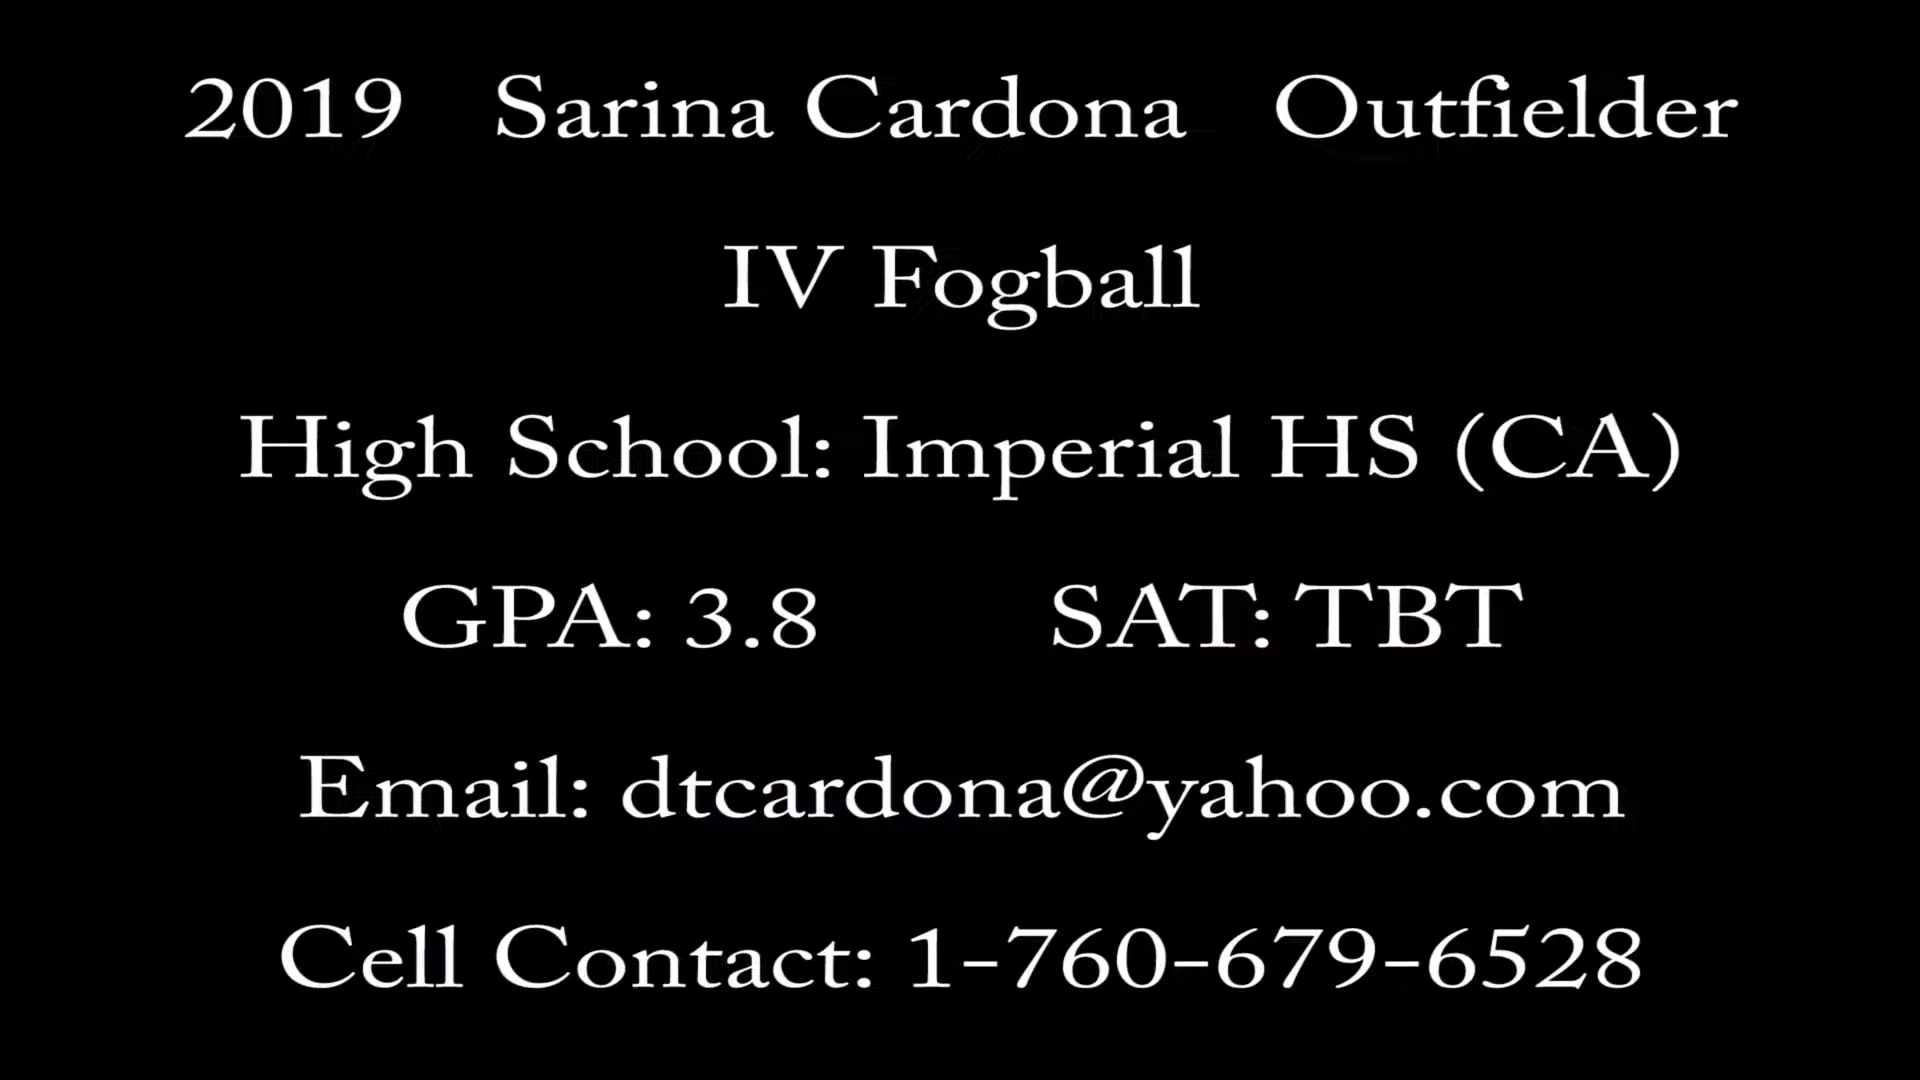 2019 Sarina Cardona Outfielder
IV Fogball
High School: Imperial HS (CA)
GPA: 3.8 SAT: TBT
Email: dtcardona@yahoo.com
Cell Contact: 1-760-679-6528